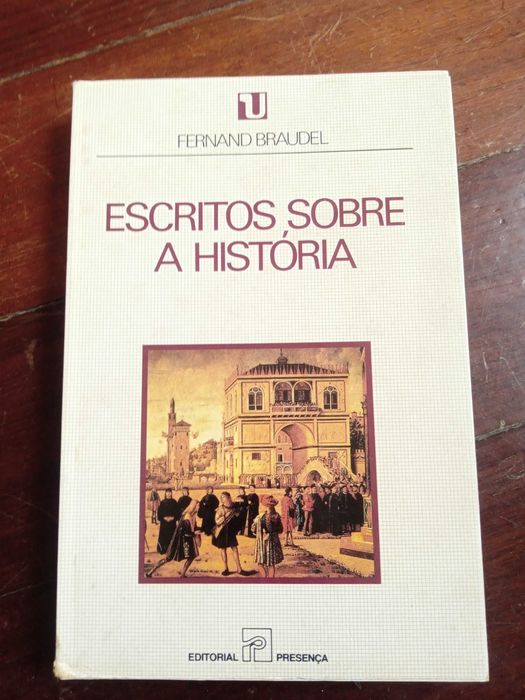 U
FERNAND BRAUDEL
ESCRITOS SOBRE
A HISTÓRIA
EDITORIAL P PRESENÇA